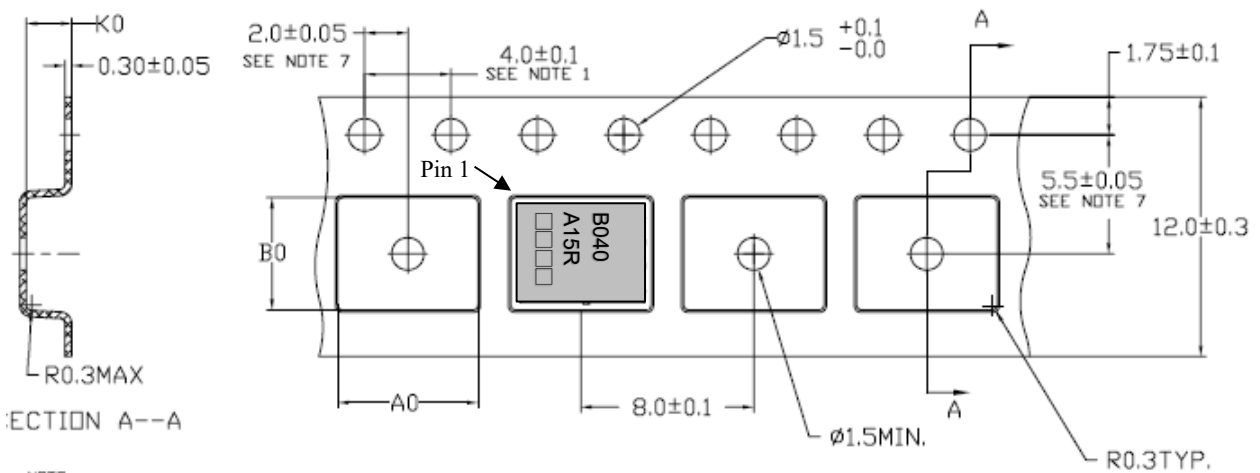 K0
0.30±0.05
2.0±0.05
SEE NOTE 7
4.0±0.1
SEE NOTE 1
ø1.5 +0.1
-0.0
A
1.75±0.1
Pin 1
B040
A15R
□□□□
B0
5.5±0.05
SEE NOTE 7
12.0±0.3
R0.3MAX
A0
8.0±0.1
A
ø1.5MIN.
R0.3TYP.
ECTION A--A